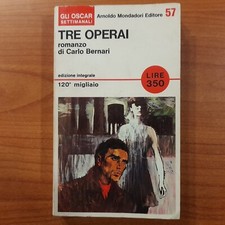 GLI OSCAR
SETTIMANALI
Arnoldo Mondadori Editore 57
TRE OPERAI
romanzo
di Carlo Bernari
edizione integrale
120° migliaio
LIRE
350